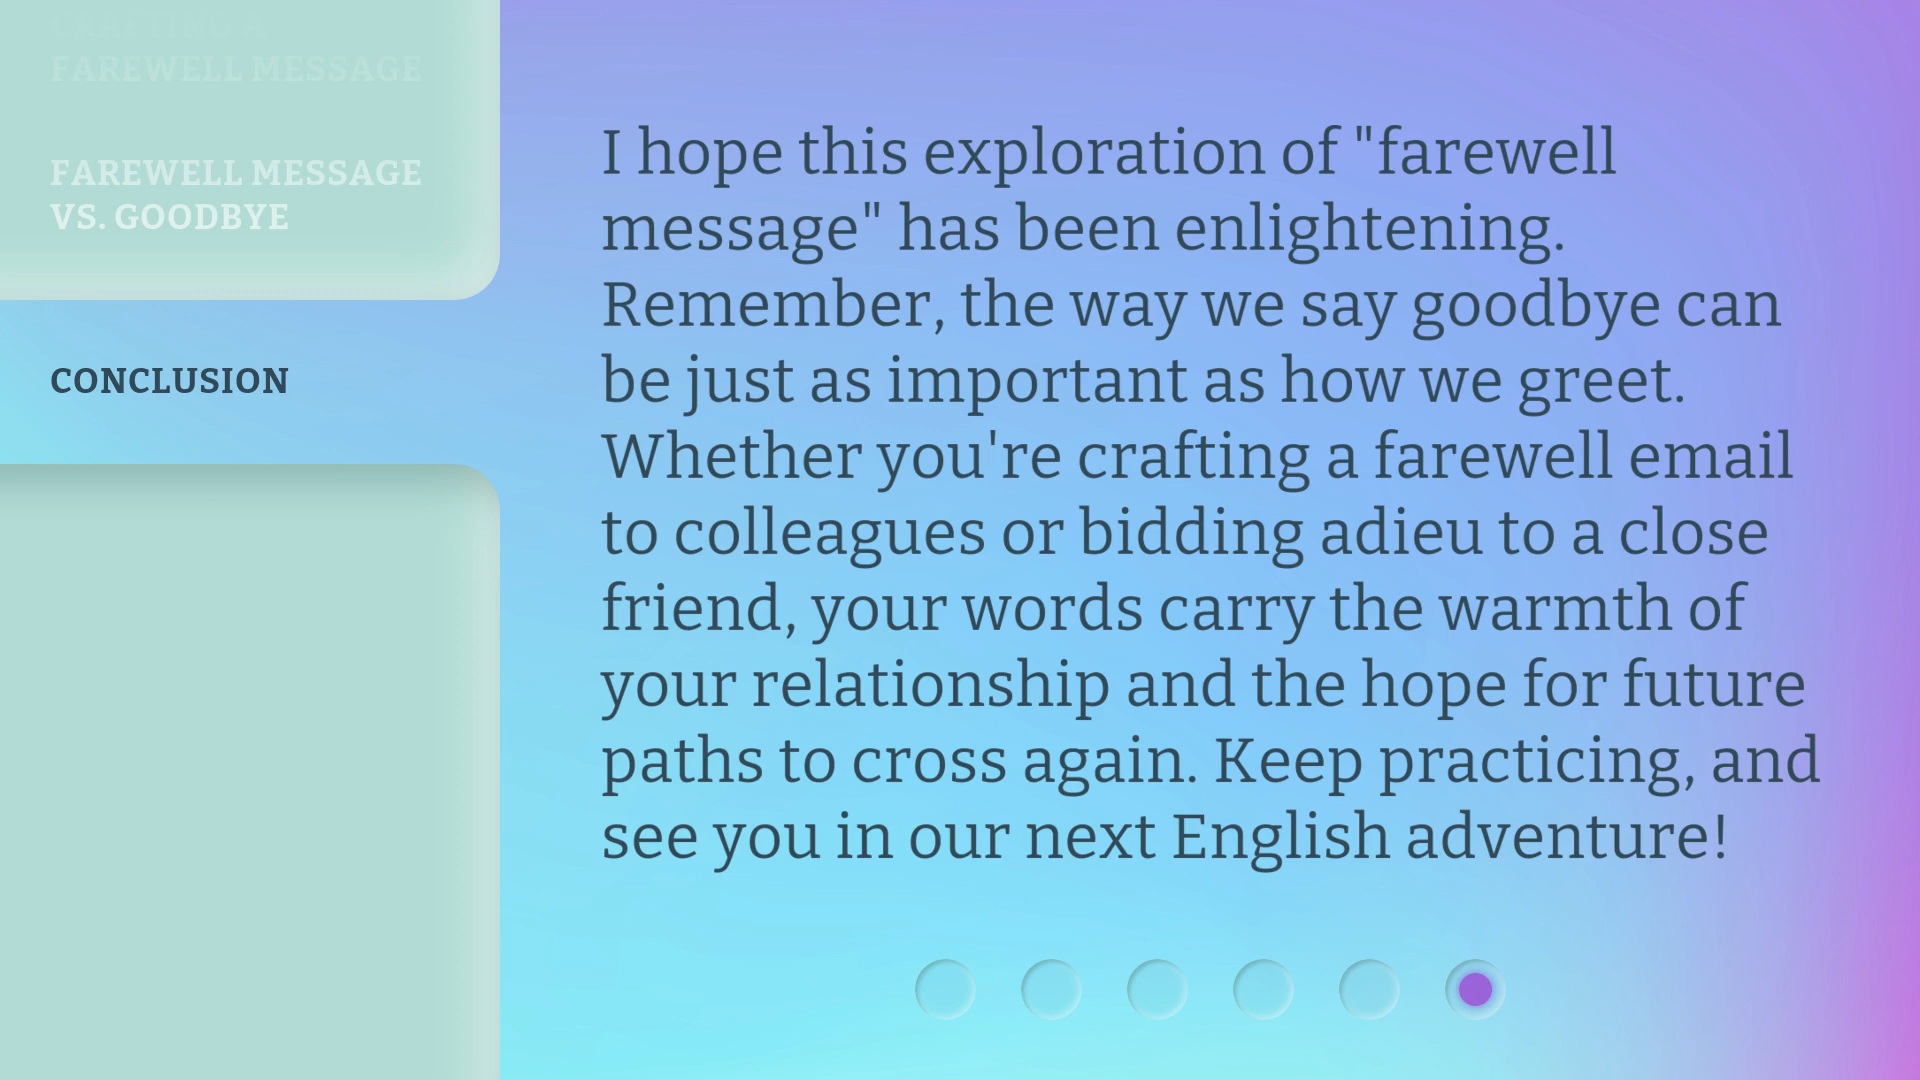 CRAFTING A
FAREWELL MESSAGE
FAREWELL MESSAGE
VS. GOODBYE
CONCLUSION
I hope this exploration of "farewell
message" has been enlightening.
Remember, the way we say goodbye can
be just as important as how we greet.
Whether you're crafting a farewell email
to colleagues or bidding adieu to a close
friend, your words carry the warmth of
your relationship and the hope for future
paths to cross again. Keep practicing, and
see you in our next English adventure!